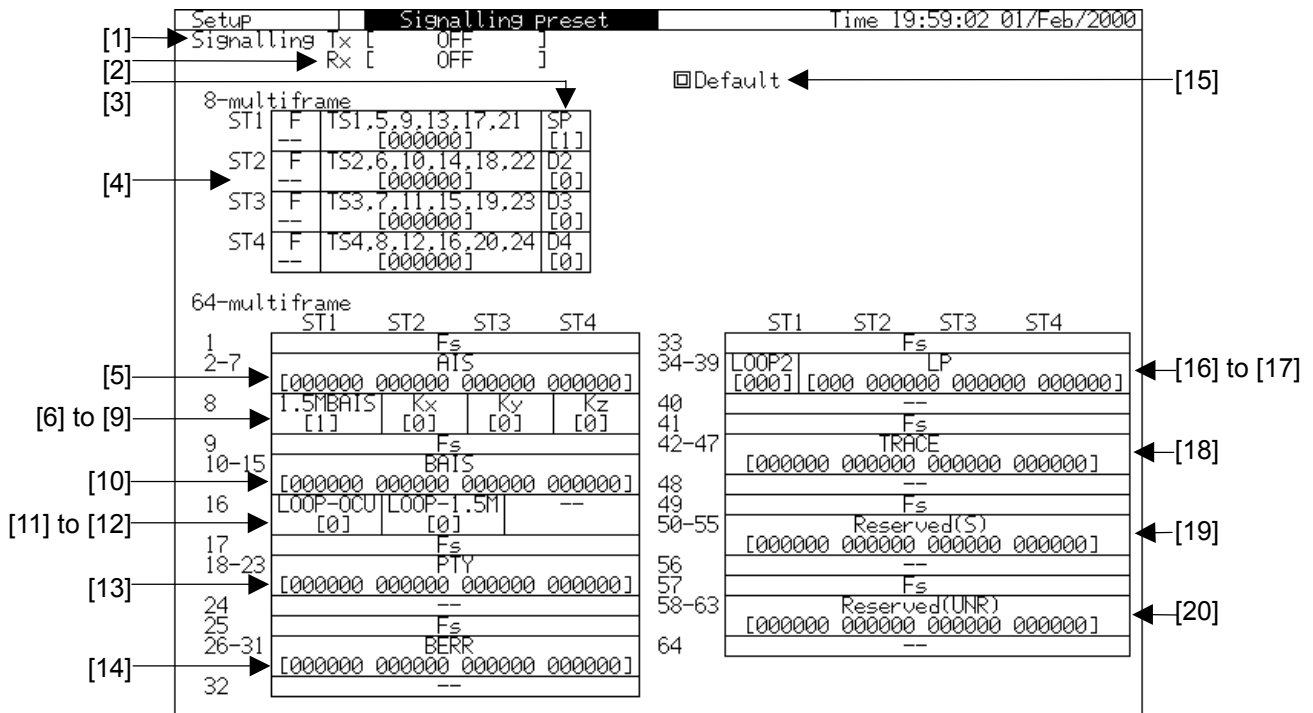 Setup Signalling preset Time 19:59:02 01/Feb/2000
[1] Signalling Tx [ OFF ]
[2] Rx [ OFF ]
Default [15]
[3]
8-multiframe
ST1 F TS1,5,9,13,17,21 SP
-- [000000] [1]
ST2 F TS2,6,10,14,18,22 D2
[4] -- [000000] [0]
ST3 F TS3,7,11,15,19,23 D3
-- [000000] [0]
ST4 F TS4,8,12,16,20,24 D4
-- [000000] [0]
64-multiframe
ST1 ST2 ST3 ST4
1 Fs
2-7 AIS
[5] [000000 000000 000000 000000]
8 1.5MBAIS Kx Ky Kz
[6] to [9] [1] [0] [0] [0]
9 Fs
10-15 BAIS
[10] [000000 000000 000000 000000]
16 LOOP-OCU LOOP-1.5M --
[11] to [12] [0] [0]
17 Fs
18-23 PTY
[13] [000000 000000 000000 000000]
24 --
25 Fs
26-31 BERR
[14] [000000 000000 000000 000000]
32 --
ST1 ST2 ST3 ST4
33 Fs
34-39 LOOP2 LP
[000] [000 000000 000000 000000] [16] to [17]
40 --
41 Fs
42-47 TRACE
[000000 000000 000000 000000] [18]
48 --
49 Fs
50-55 Reserved(S)
[000000 000000 000000 000000] [19]
56 --
57 Fs
58-63 Reserved(UNR)
[000000 000000 000000 000000] [20]
64 --